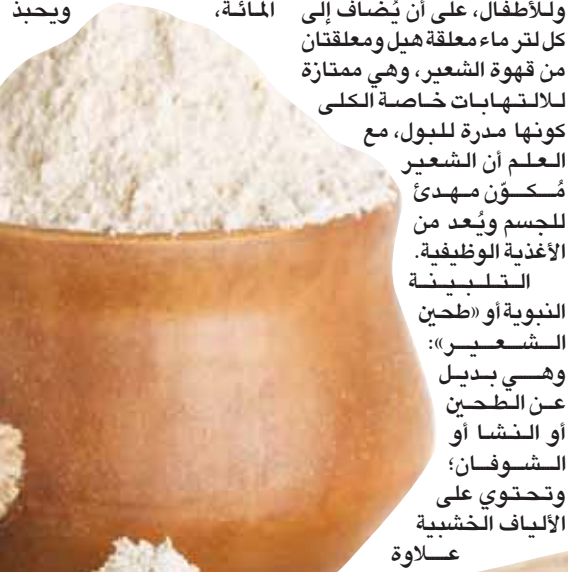 وللأطفال، على أن يُضاف إلى
كل لتر ماء معلقة هيل ومعلقتان
من قهوة الشعير، وهي ممتازة
للالتهابات خاصة الكلى
كونها مدرة للبول، مع
العلم أن الشعير
مُكوّن مهدئ
للجسم ويُعد من
الأغذية الوظيفية.
التلبينة
النبوية أو «طحين
الشعير»:
وهي بديل
عن الطحين
أو النشا أو
الشوفان؛
وتحتوي على
الألياف الخشبية
علاوة
المائة،
ويحبذ